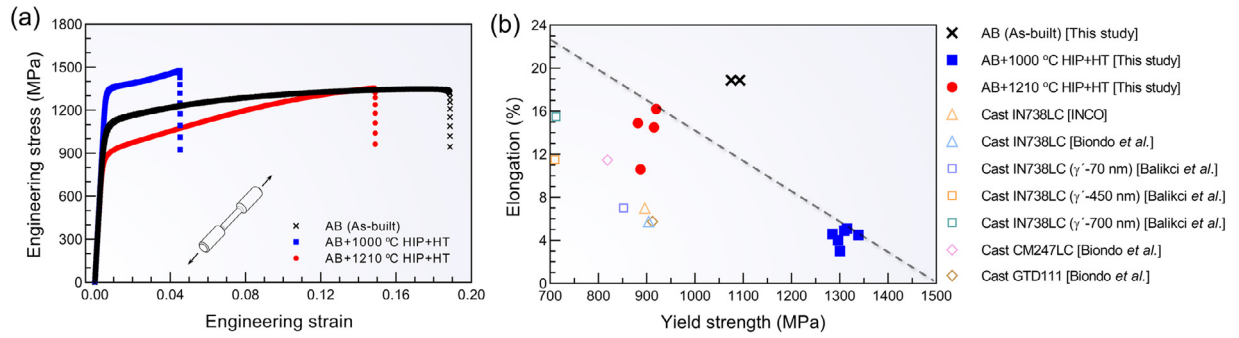 (a)
1800
1500
1200
900
600
300
0
Engineering stress (MPa)
0.00
0.04
0.08
0.12
0.16
0.20
Engineering strain
AB (As-built)
AB+1000 ºC HIP+HT
AB+1210 ºC HIP+HT
(b)
24
20
16
12
8
4
0
Elongation (%)
700
800
900
1000
1100
1200
1300
1400
1500
Yield strength (MPa)
AB (As-built) [This study]
AB+1000 ºC HIP+HT [This study]
AB+1210 ºC HIP+HT [This study]
Cast IN738LC [INCO]
Cast IN738LC [Biondo et al.]
Cast IN738LC (γ´-70 nm) [Balikci et al.]
Cast IN738LC (γ´-450 nm) [Balikci et al.]
Cast IN738LC (γ´-700 nm) [Balikci et al.]
Cast CM247LC [Biondo et al.]
Cast GTD111 [Biondo et al.]